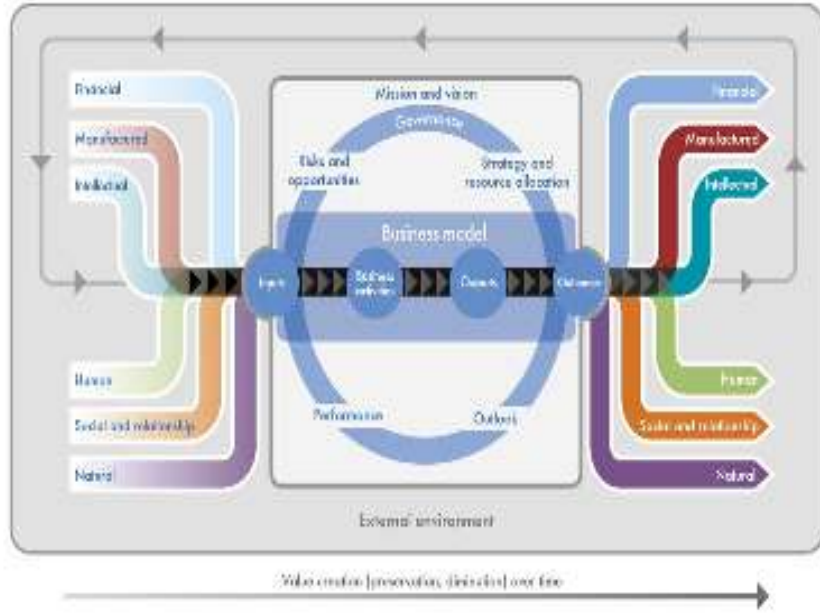 Financial
Manufactured
Intellectual
Human
Social and relationship
Natural
Mission and vision
Governance
Risks and
opportunities
Strategy and
resource allocation
Business model
Inputs
Business
activities
Outputs
Outcomes
Performance
Outlook
Financial
Manufactured
Intellectual
Human
Social and relationship
Natural
External environment
Value creation (preservation, diminution) over time